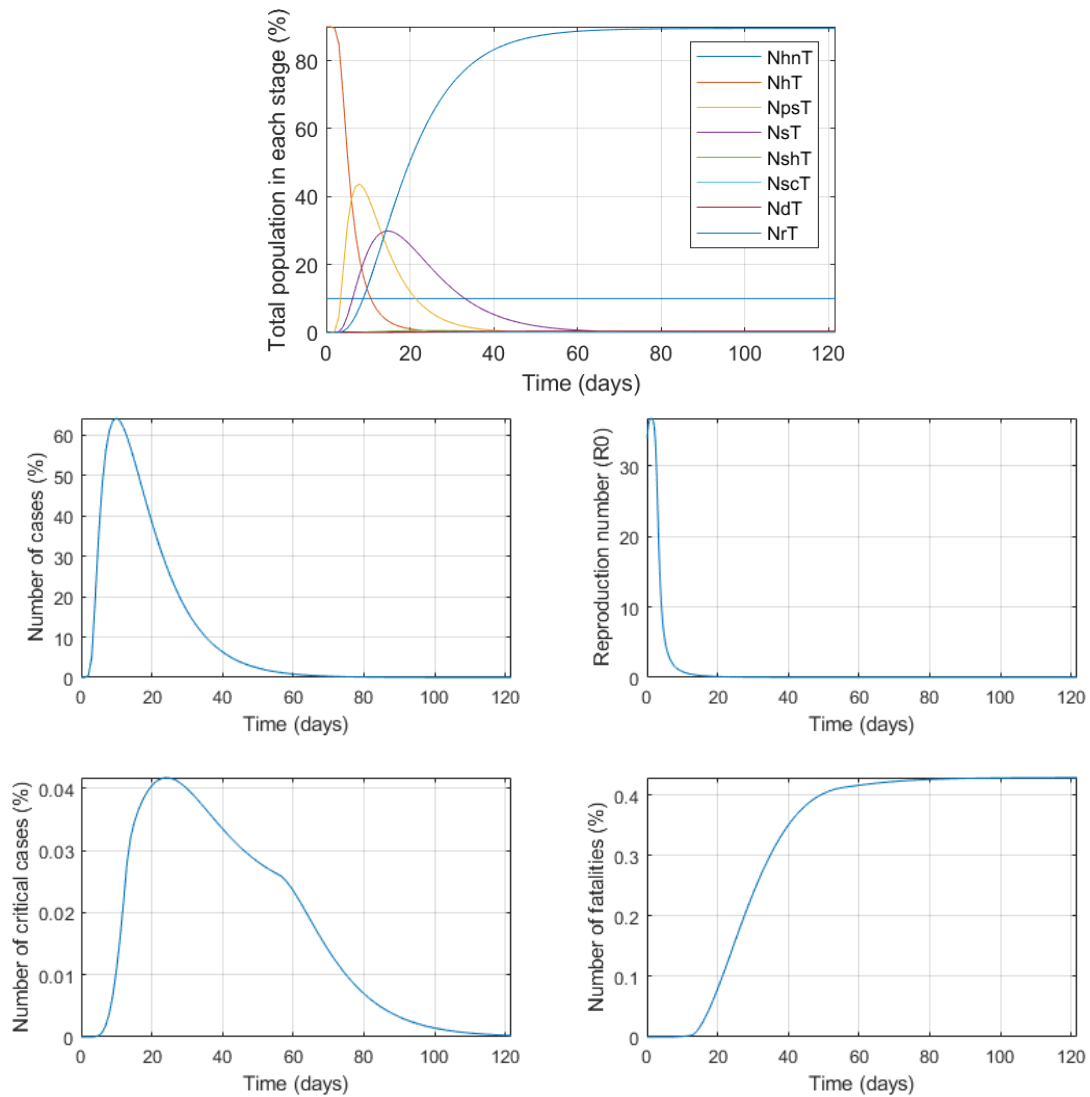 Total population in each stage (%)
80
60
40
20
0
NhnT
NhT
NpsT
NsT
NshT
NscT
NdT
NrT
0 20 40 60 80 100 120
Time (days)
Number of cases (%)
60
50
40
30
20
10
0
0 20 40 60 80 100 120
Time (days)
Reproduction number (R0)
30
20
10
0
0 20 40 60 80 100 120
Time (days)
Number of critical cases (%)
0.04
0.03
0.02
0.01
0
0 20 40 60 80 100 120
Time (days)
Number of fatalities (%)
0.4
0.3
0.2
0.1
0
0 20 40 60 80 100 120
Time (days)